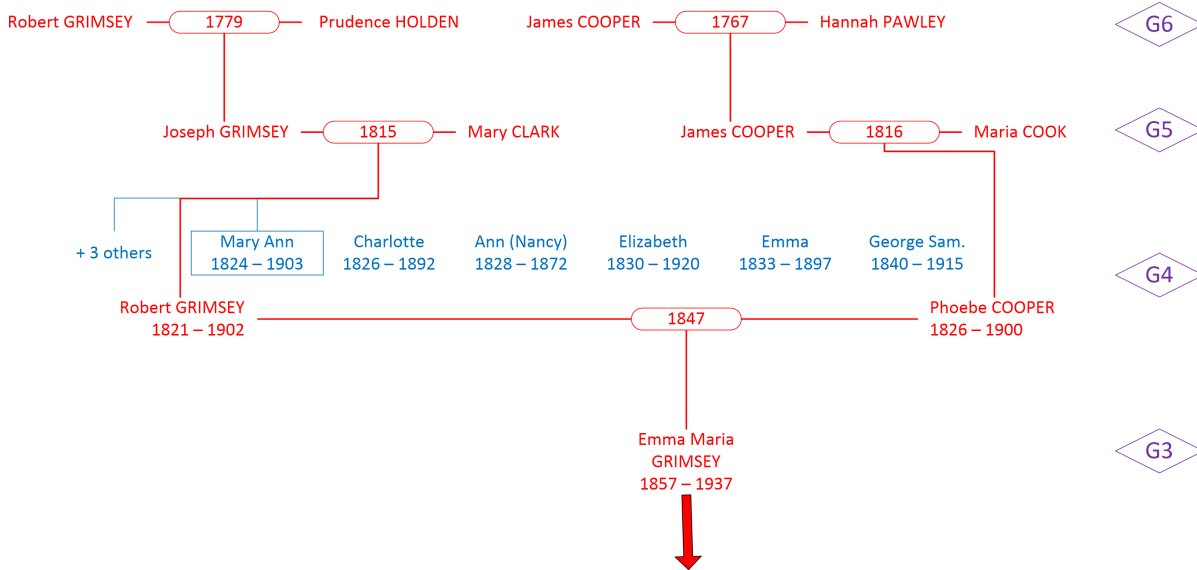 Robert GRIMSEY 1779 Prudence HOLDEN James COOPER 1767 Hannah PAWLEY G6
Joseph GRIMSEY 1815 Mary CLARK James COOPER 1816 Maria COOK G5
+ 3 others
Mary Ann
1824 – 1903
Charlotte
1826 – 1892
Ann (Nancy)
1828 – 1872
Elizabeth
1830 – 1920
Emma
1833 – 1897
George Sam.
1840 – 1915
G4
Robert GRIMSEY
1821 – 1902
1847
Phoebe COOPER
1826 – 1900
Emma Maria
GRIMSEY
1857 – 1937
G3